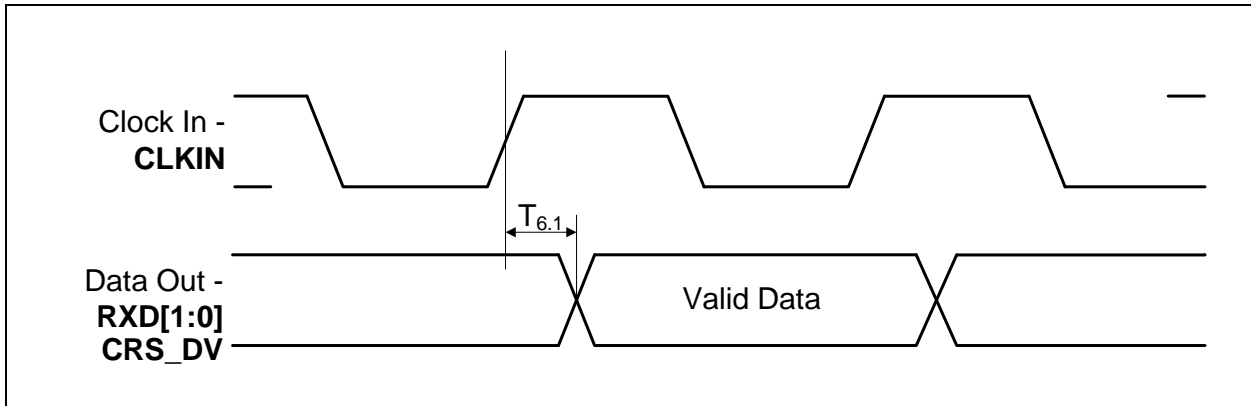 Clock In -
CLKIN
T6.1
Data Out -
RXD[1:0]
CRS_DV
Valid Data